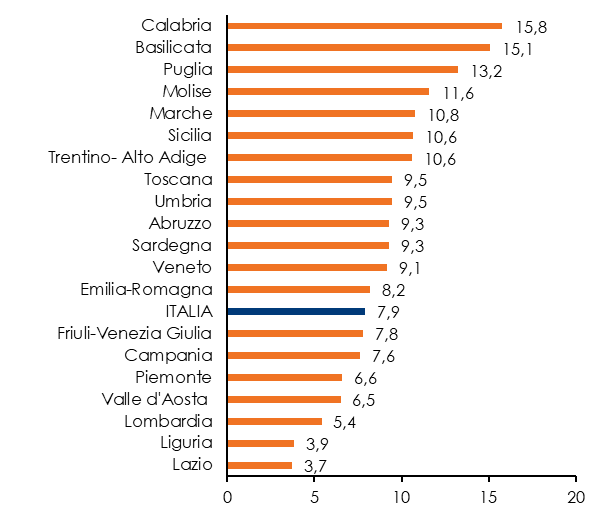 Calabria 15,8
Basilicata 15,1
Puglia 13,2
Molise 11,6
Marche 10,8
Sicilia 10,6
Trentino- Alto Adige 10,6
Toscana 9,5
Umbria 9,5
Abruzzo 9,3
Sardegna 9,3
Veneto 9,1
Emilia-Romagna 8,2
ITALIA 7,9
Friuli-Venezia Giulia 7,8
Campania 7,6
Piemonte 6,6
Valle d'Aosta 6,5
Lombardia 5,4
Liguria 3,9
Lazio 3,7
0 5 10 15 20